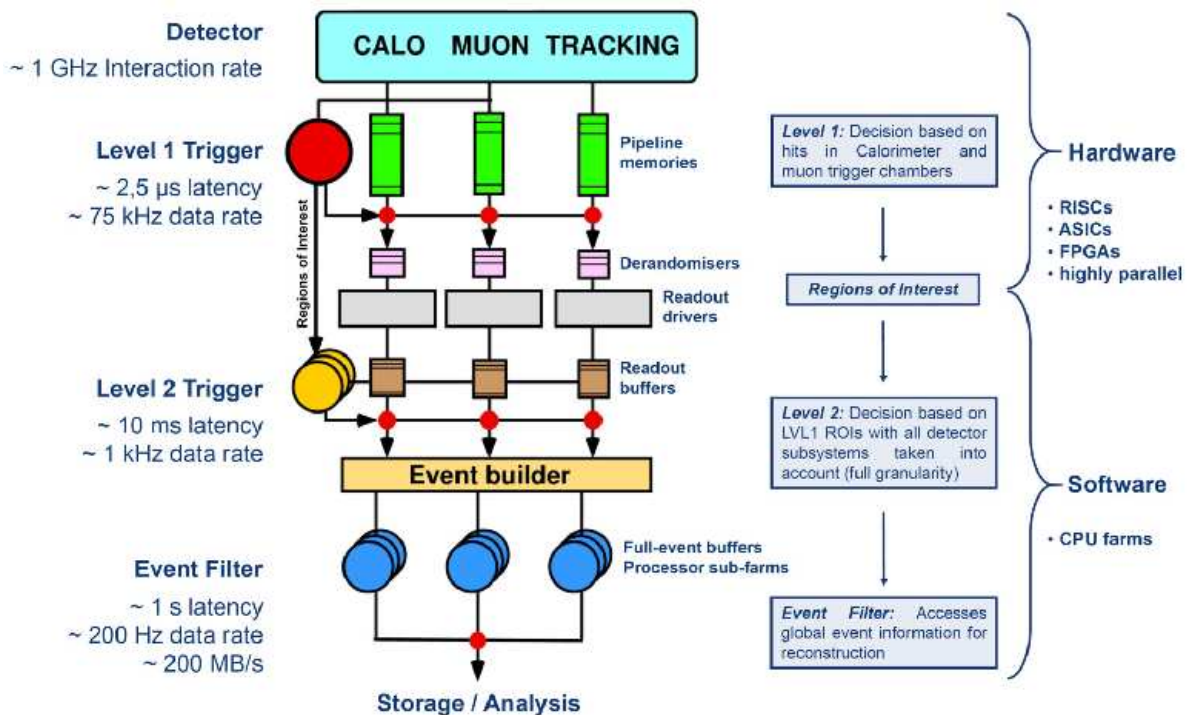 Detector
~ 1 GHz Interaction rate
CALO MUON TRACKING
Level 1 Trigger
~ 2,5 µs latency
~ 75 kHz data rate
Pipeline
memories
Regions of Interest
Derandomisers
Readout
drivers
Level 2 Trigger
~ 10 ms latency
~ 1 kHz data rate
Readout
buffers
Event builder
Event Filter
~ 1 s latency
~ 200 Hz data rate
~ 200 MB/s
Full-event buffers
Processor sub-farms
Storage / Analysis
Level 1: Decision based on
hits in Calorimeter and
muon trigger chambers
Regions of Interest
Level 2: Decision based on
LVL1 ROIs with all detector
subsystems taken into
account (full granularity)
Event Filter: Accesses
global event information for
reconstruction
Hardware
· RISCs
· ASICs
· FPGAs
· highly parallel
Software
· CPU farms